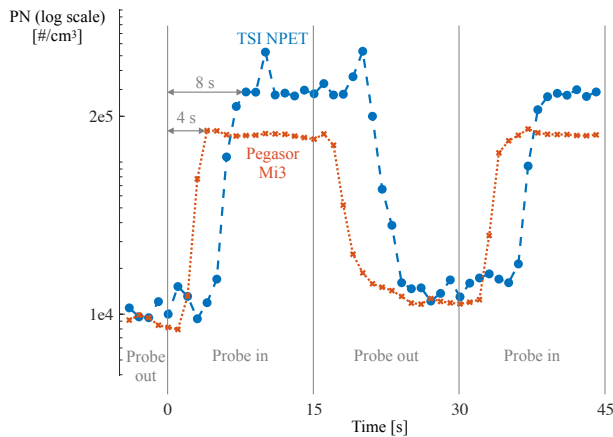 PN (log scale)
[#/cm³]
TSI NPET
8 s
2e5
4 s
Pegasor
Mi3
1e4
Probe
out
Probe in
Probe out
Probe in
0
15
30
45
Time [s]